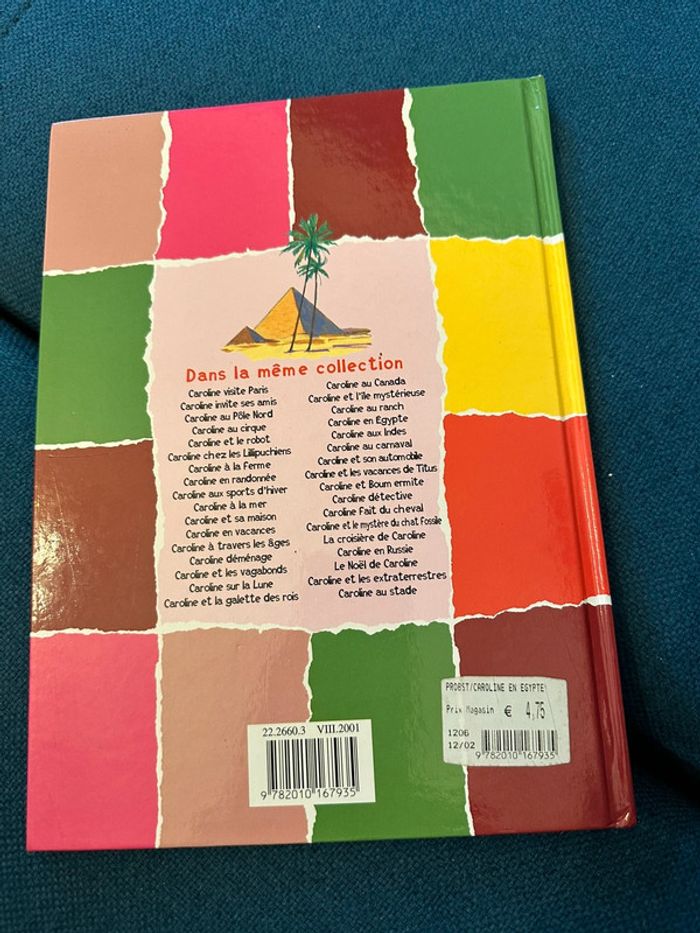 Dans la même collection
Caroline visite Paris
Caroline invite ses amis
Caroline au Pôle Nord
Caroline au cirque
Caroline et le robot
Caroline chez les Lillipuchiens
Caroline à la Ferme
Caroline en randonnée
Caroline aux sports d'hiver
Caroline à la mer
Caroline et sa maison
Caroline en vacances
Caroline à travers les âges
Caroline déménage
Caroline et les vagabonds
Caroline sur la Lune
Caroline et la galette des rois
Caroline au Canada
Caroline et l'île mystérieuse
Caroline au ranch
Caroline en Égypte
Caroline aux Indes
Caroline au carnaval
Caroline et son automobile
Caroline et les vacances de Titus
Caroline et Boum ermite
Caroline détective
Caroline Fait du cheval
Caroline et le mystère du chat Fossile
La croisière de Caroline
Caroline en Russie
Le Noël de Caroline
Caroline et les extraterrestres
Caroline au stade
22.2660.3 VIII.2001
9 782010 167935
PROBST/CAROLINE EN EGYPTE
Prix Magasin € 4,75
1206
12/02
9 782010 167935